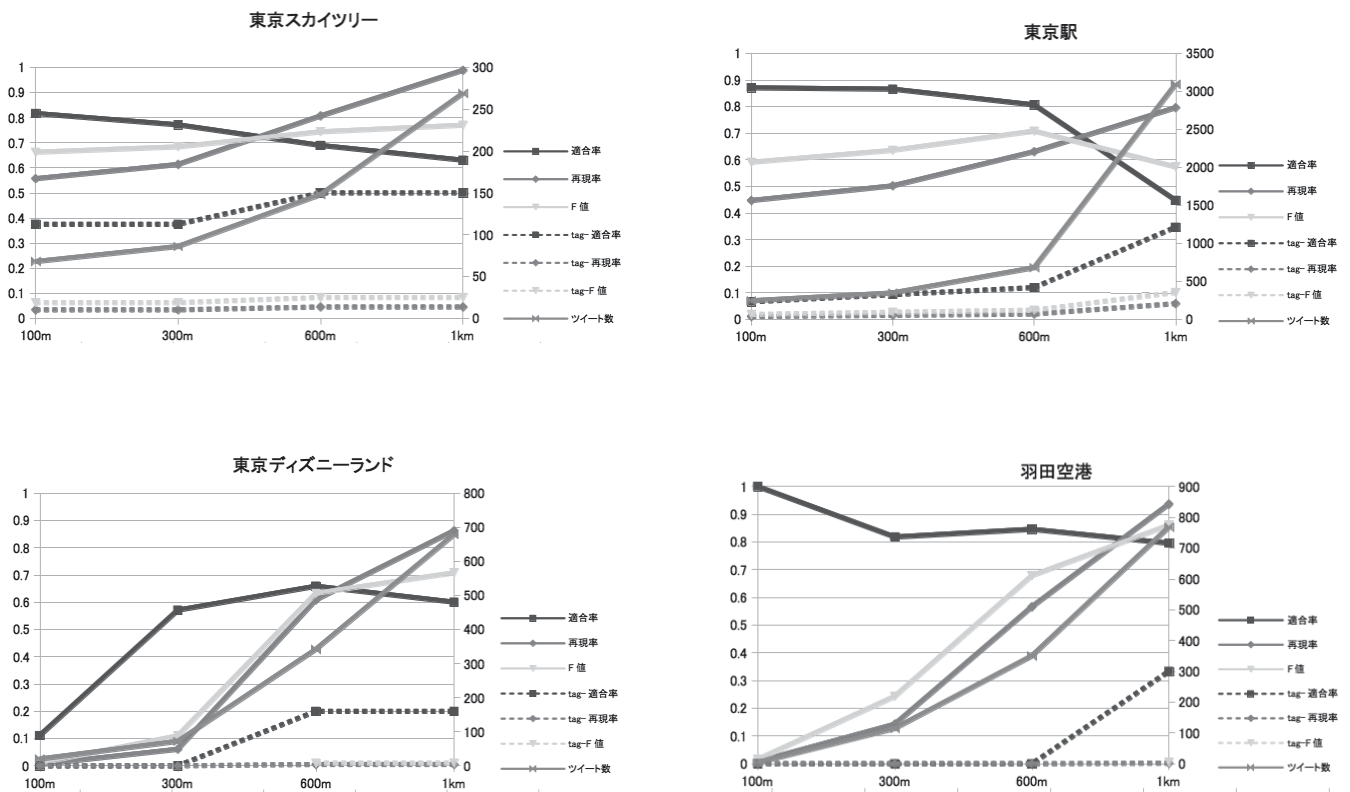 東京スカイツリー
1
0.9
0.8
0.7
0.6
0.5
0.4
0.3
0.2
0.1
0
300
250
200
150
100
50
0
100m
300m
600m
1km
適合率
再現率
F 値
tag- 適合率
tag- 再現率
tag-F 値
ツイート数
東京駅
1
0.9
0.8
0.7
0.6
0.5
0.4
0.3
0.2
0.1
0
3500
3000
2500
2000
1500
1000
500
0
100m
300m
600m
1km
適合率
再現率
F 値
tag- 適合率
tag- 再現率
tag-F 値
ツイート数
東京ディズニーランド
1
0.9
0.8
0.7
0.6
0.5
0.4
0.3
0.2
0.1
0
800
700
600
500
400
300
200
100
0
100m
300m
600m
1km
適合率
再現率
F 値
tag- 適合率
tag- 再現率
tag-F 値
ツイート数
羽田空港
1
0.9
0.8
0.7
0.6
0.5
0.4
0.3
0.2
0.1
0
900
800
700
600
500
400
300
200
100
0
100m
300m
600m
1km
適合率
再現率
F 値
tag- 適合率
tag- 再現率
tag-F 値
ツイート数